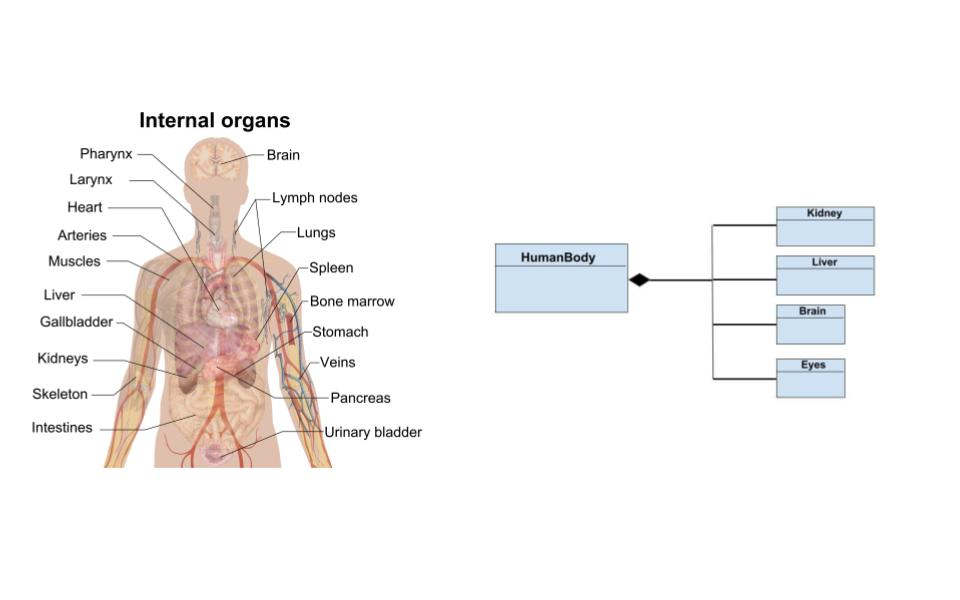 Internal organs
Pharynx
Larynx
Heart
Arteries
Muscles
Liver
Gallbladder
Kidneys
Skeleton
Intestines
Brain
Lymph nodes
Lungs
Spleen
Bone marrow
Stomach
Veins
Pancreas
Urinary bladder
HumanBody
Kidney
Liver
Brain
Eyes